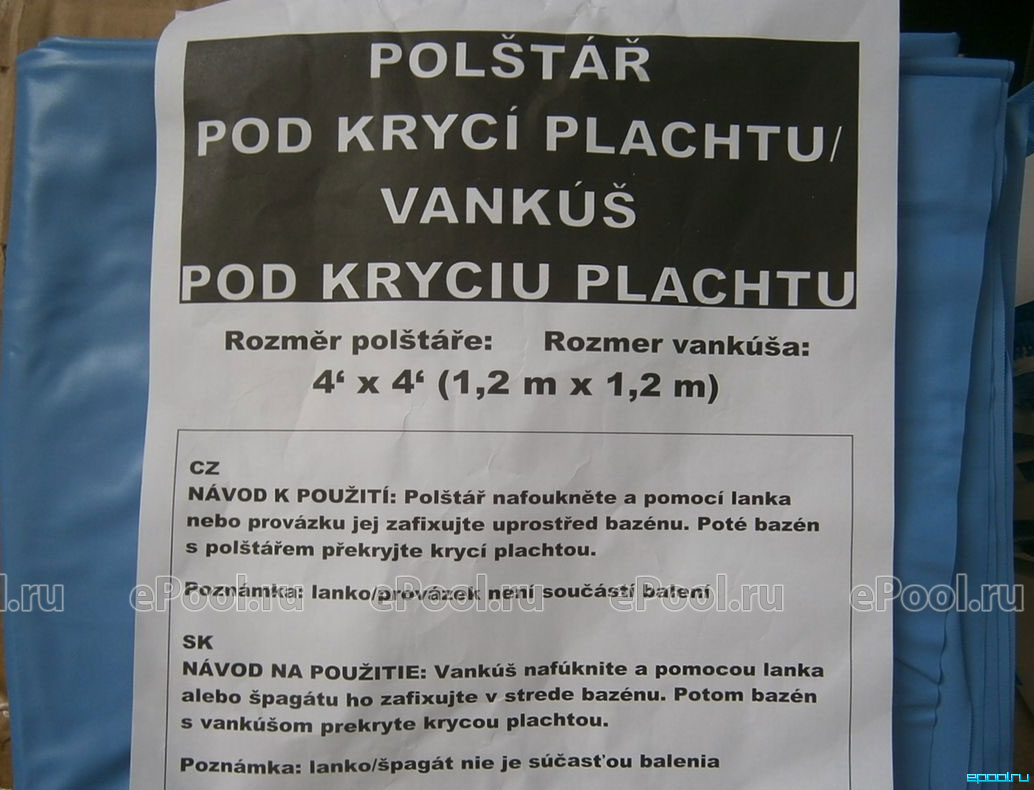 POLŠTÁŘ
POD KRYCÍ PLACHTU/
VANKÚŠ
POD KRYCIU PLACHTU
Rozměr polštáře: Rozmer vankúša:
4‘ x 4‘ (1,2 m x 1,2 m)
CZ
NÁVOD K POUŽITÍ: Polštář nafoukněte a pomocí lanka
nebo provázku jej zafixujte uprostřed bazénu. Poté bazén
s polštářem překryjte krycí plachtou.
Poznámka: lanko/provázek není součástí balení
.ru ePool.ru ePool.ru ePool.ru ePool.ru
SK
NÁVOD NA POUŽITIE: Vankúš nafúknite a pomocou lanka
alebo špagátu ho zafixujte v strede bazénu. Potom bazén
s vankúšom prekryte krycou plachtou.
Poznámka: lanko/špagát nie je súčasťou balenia
epool.ru